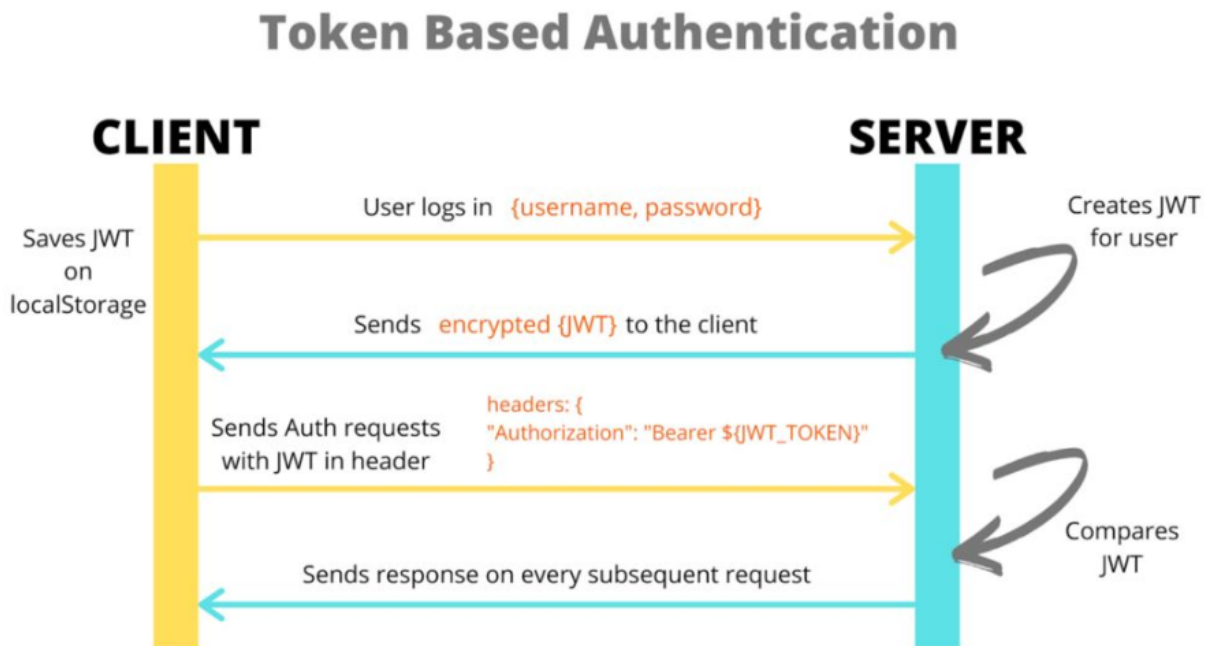 Token Based Authentication
CLIENT
SERVER
User logs in {username, password}
Creates JWT
for user
Saves JWT
on
localStorage
Sends encrypted {JWT} to the client
Sends Auth requests
with JWT in header
headers: {
"Authorization": "Bearer ${JWT_TOKEN}"
}
Compares
JWT
Sends response on every subsequent request